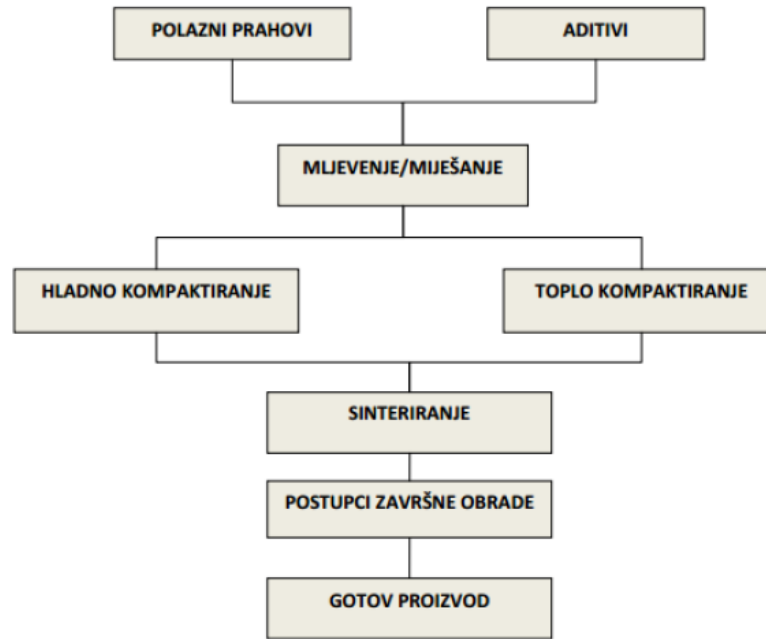 POLAZNI PRAHOVI
ADITIVI
MLJEVENJE/MIJEŠANJE
HLADNO KOMPAKTIRANJE
TOPLO KOMPAKTIRANJE
SINTERIRANJE
POSTUPCI ZAVRŠNE OBRADE
GOTOV PROIZVOD